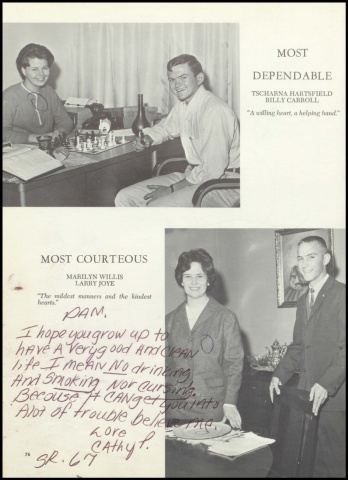 MOST
DEPENDABLE
TSCHARNA HARTSFIELD
BILLY CARROLL
"A willing heart, a helping hand."
MOST COURTEOUS
MARILYN WILLIS
LARRY JOYE
"The mildest manners and the kindest
hearts."
PAM.
I hope you grow up to
have A very good And CLEAN
life I meAN NO drinking
And Smoking Nor cursing.
Because it CAN get you into
A lot of trouble believe me.
Love
CAthy P.
76
SR. 67